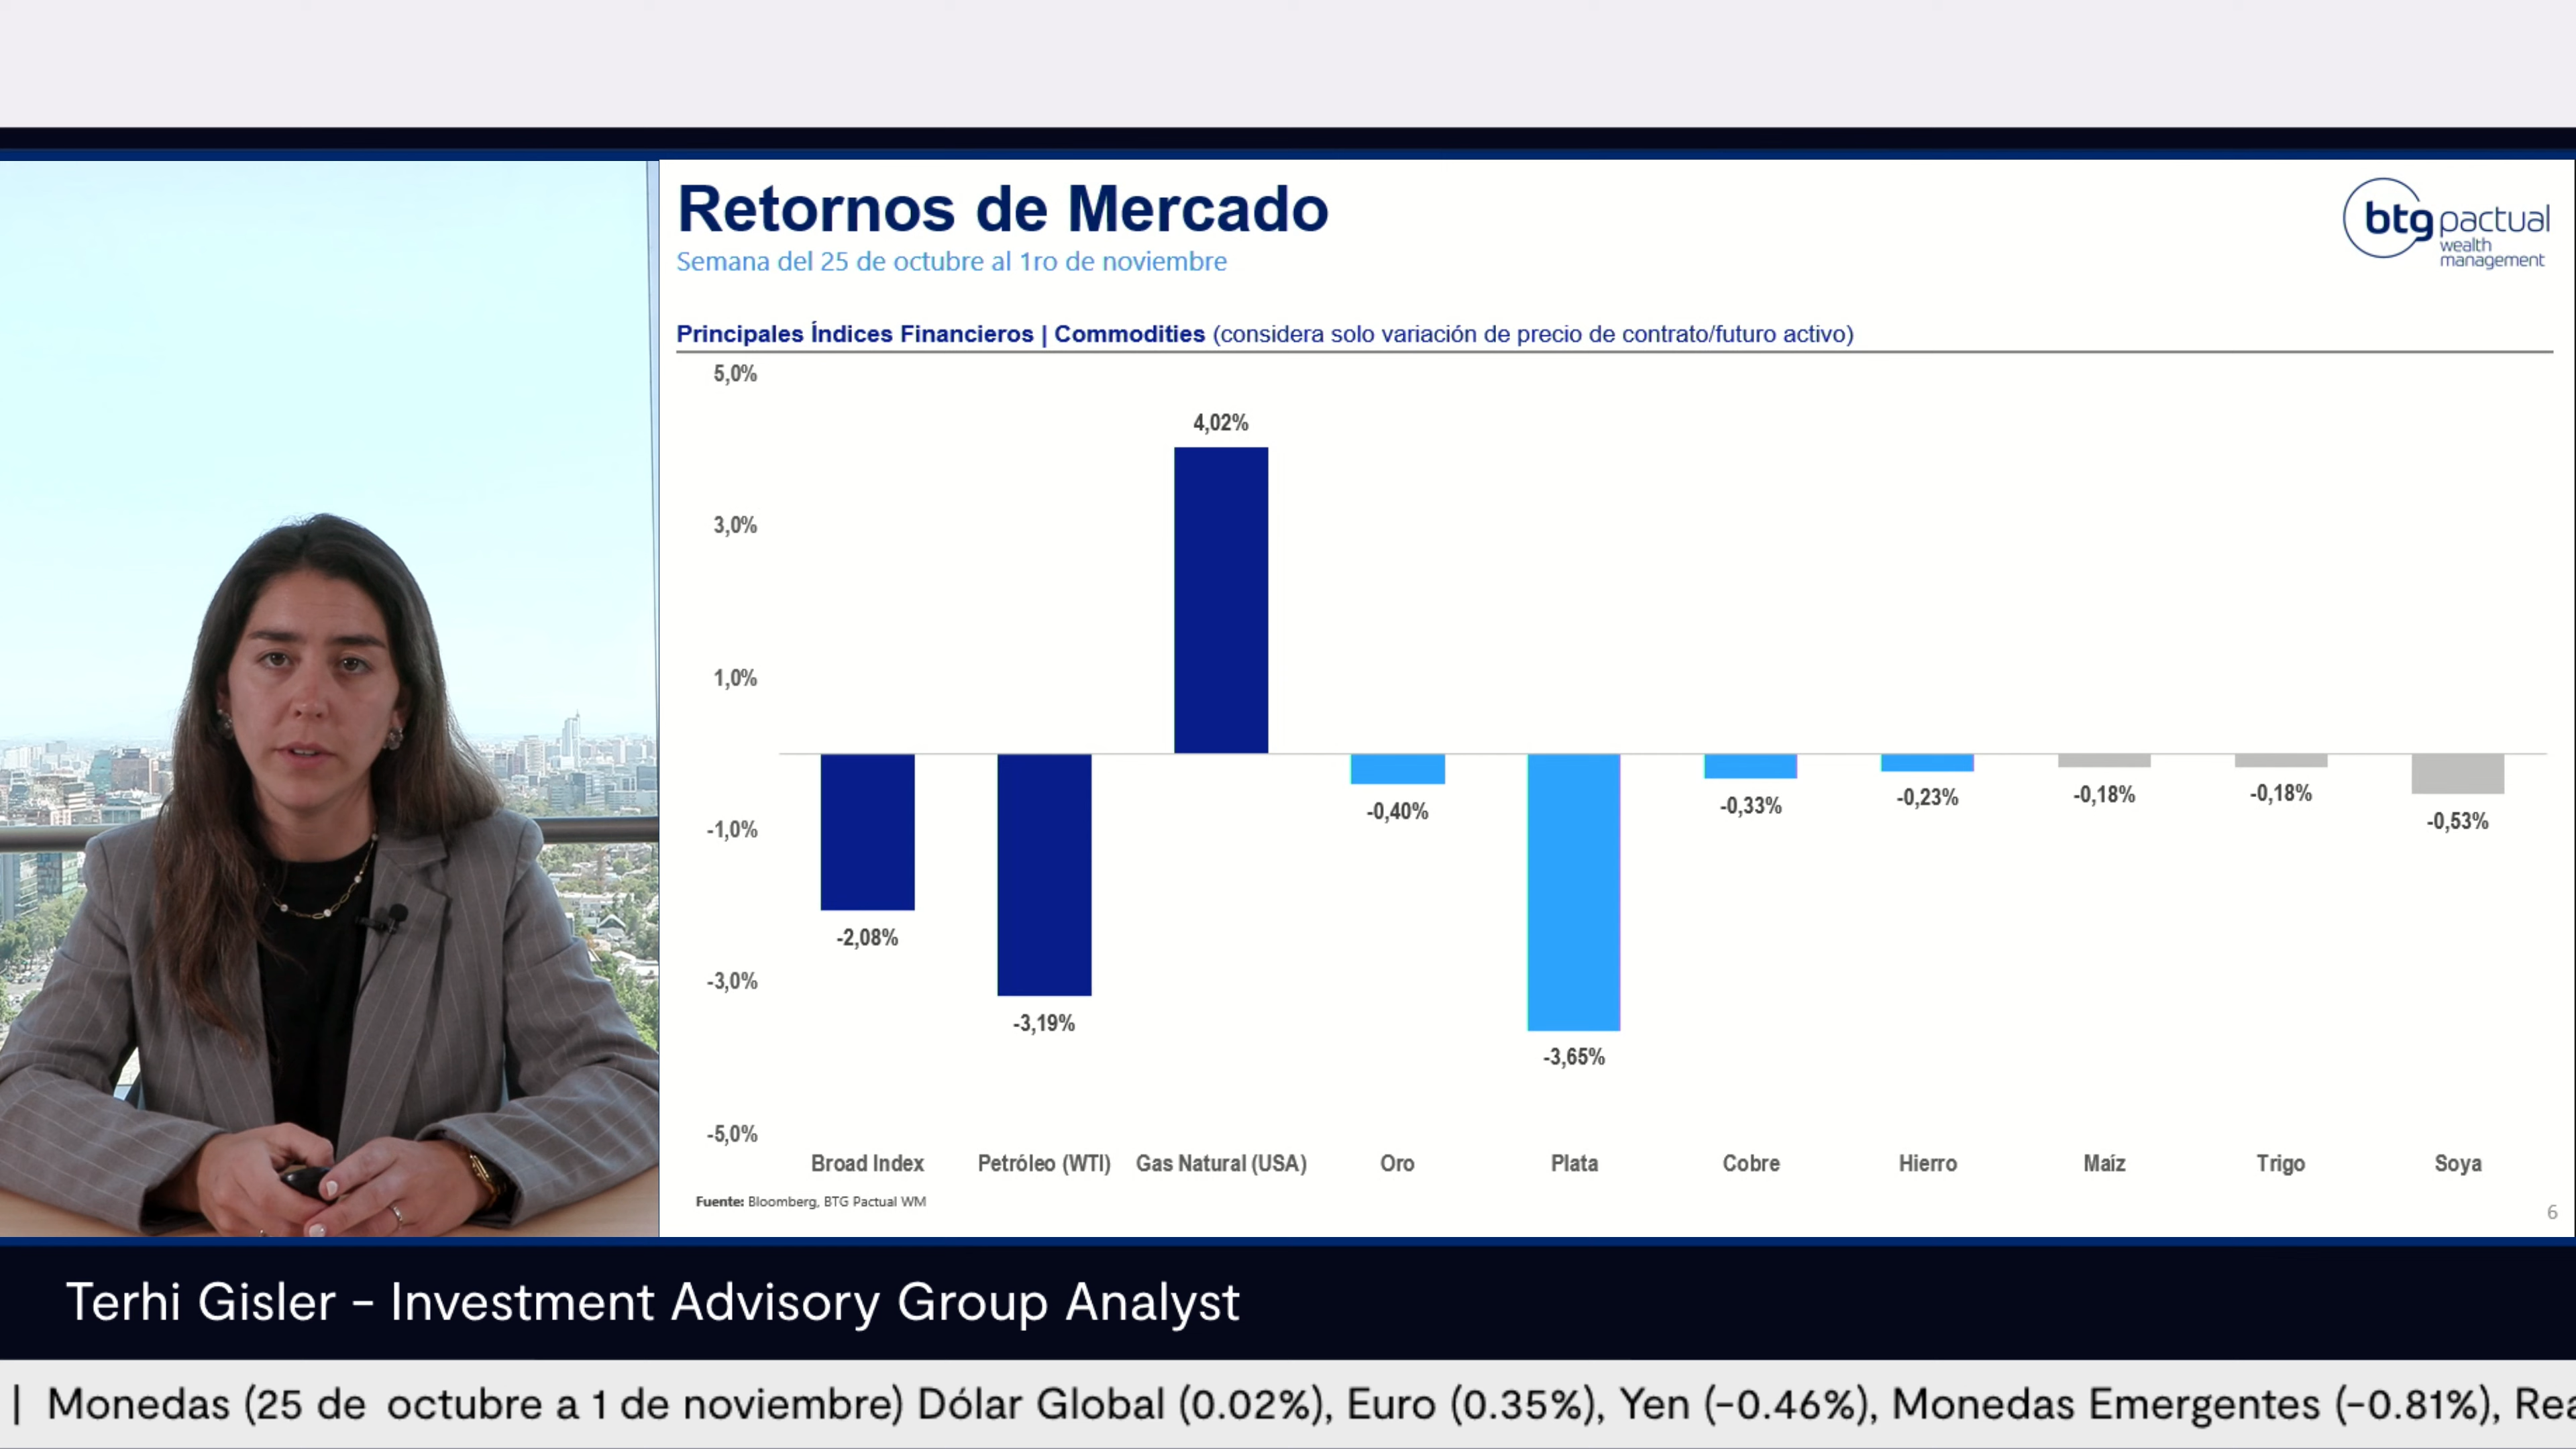 Retornos de Mercado
Semana del 25 de octubre al 1ro de noviembre
btg pactual
wealth
management
Principales Índices Financieros | Commodities (considera solo variación de precio de contrato/futuro activo)
5,0%
3,0%
1,0%
-1,0%
-3,0%
-5,0%
4,02%
-2,08%
-3,19%
-0,40%
-3,65%
-0,33%
-0,23%
-0,18%
-0,18%
-0,53%
Broad Index Petróleo (WTI) Gas Natural (USA) Oro Plata Cobre Hierro Maíz Trigo Soya
Fuente: Bloomberg, BTG Pactual WM
6
Terhi Gisler - Investment Advisory Group Analyst
| Monedas (25 de octubre a 1 de noviembre) Dólar Global (0.02%), Euro (0.35%), Yen (-0.46%), Monedas Emergentes (-0.81%),